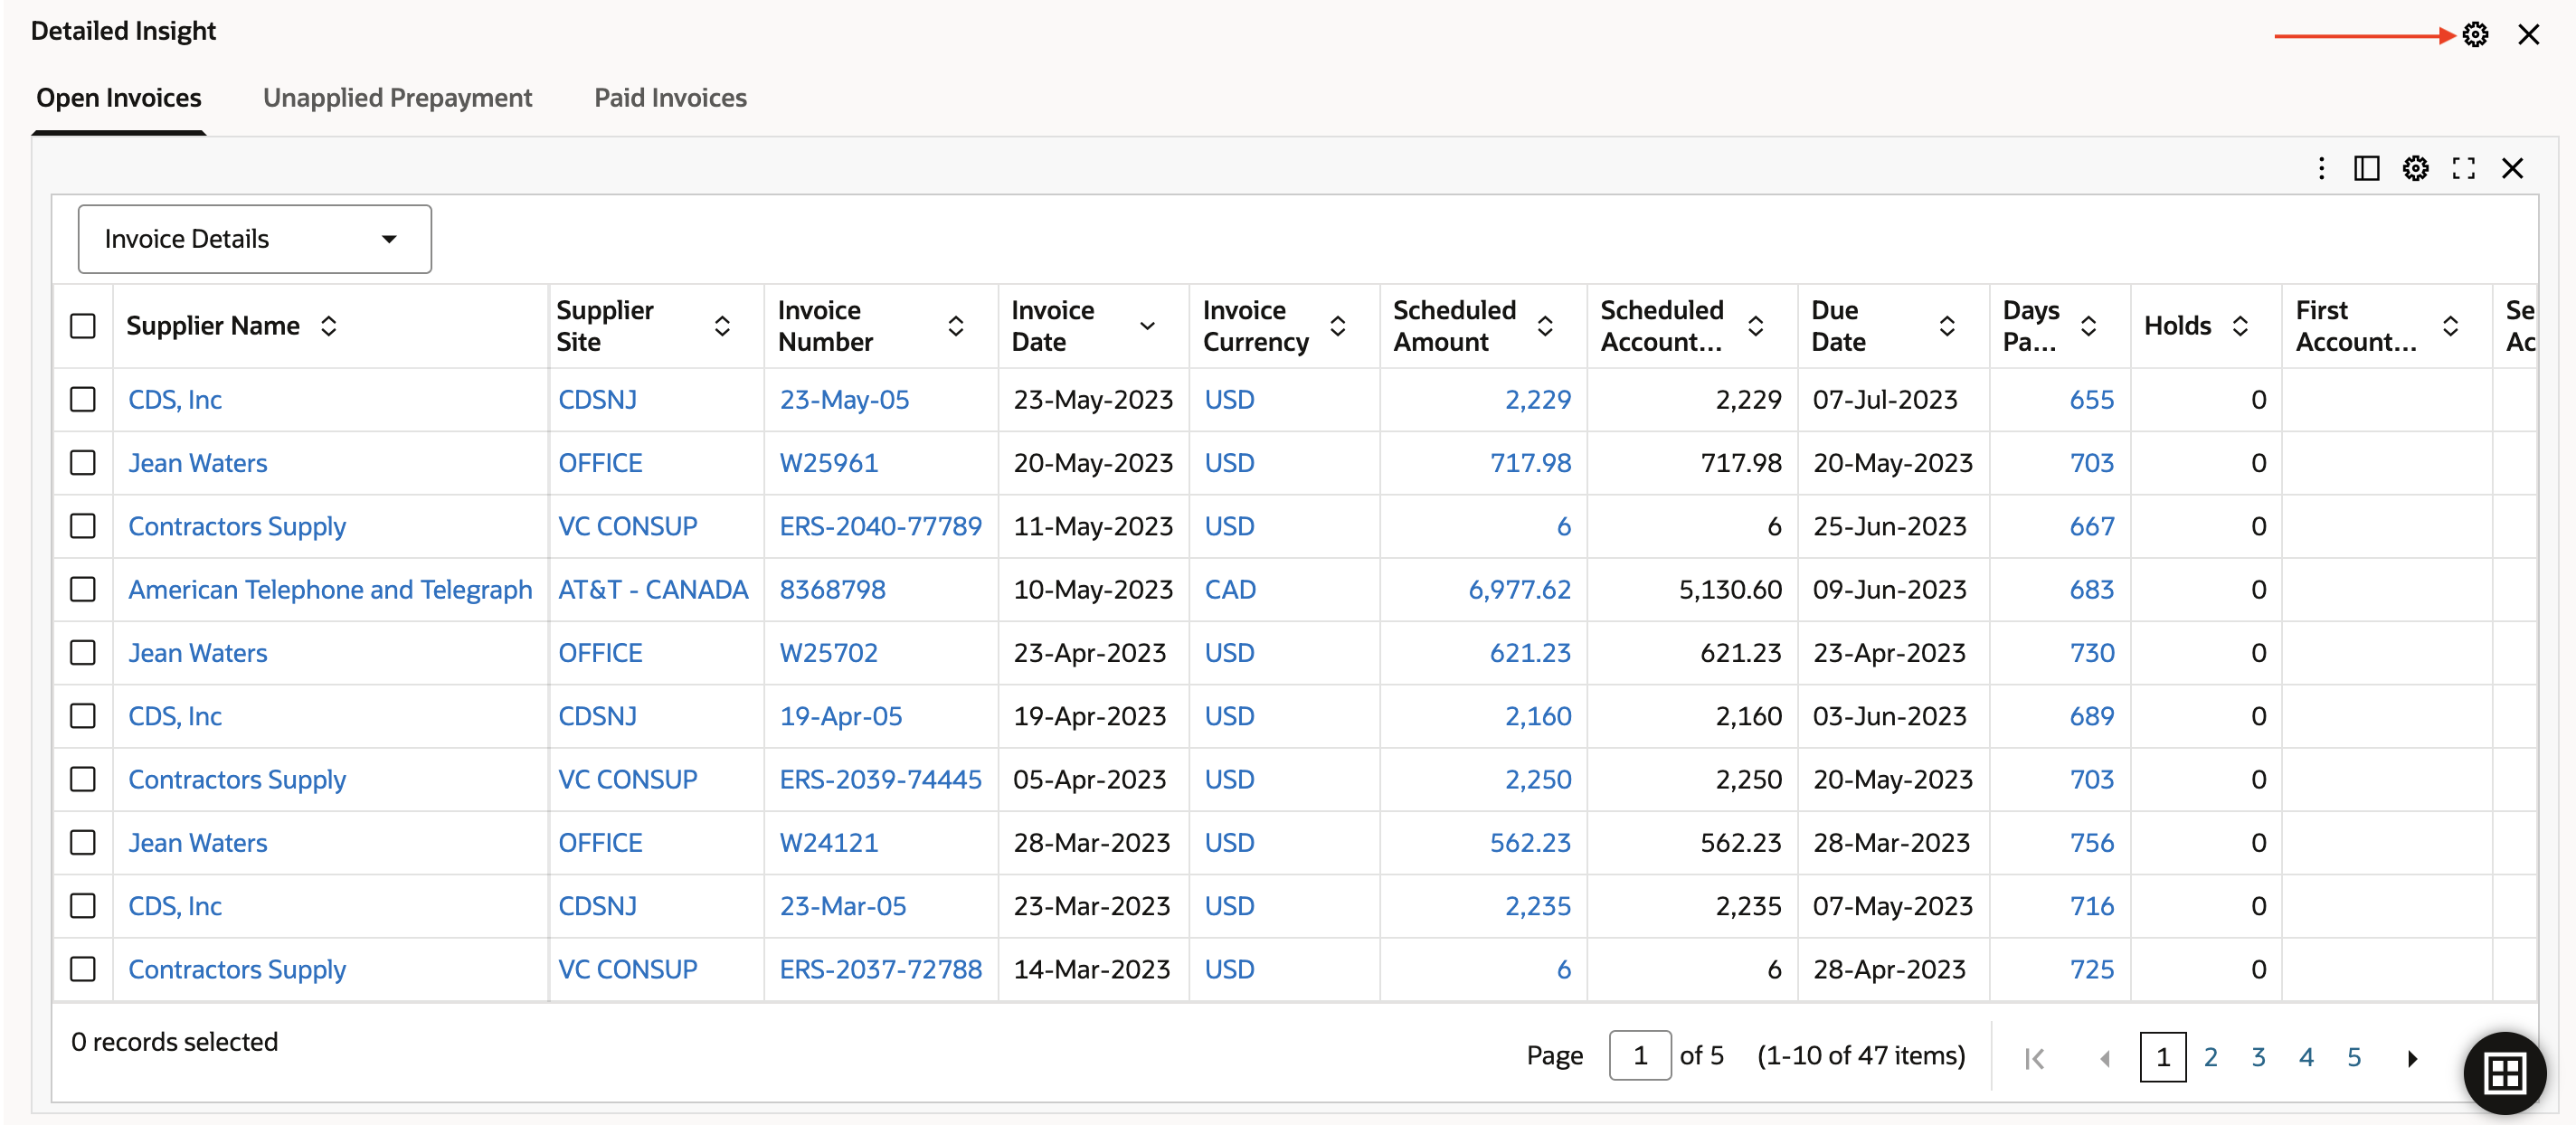 Detailed Insight
Open Invoices Unapplied Prepayment Paid Invoices
Invoice Details
Supplier Name Supplier Site Invoice Number Invoice Date Invoice Currency Scheduled Amount Scheduled Account... Due Date Days Pa... Holds First Account... Se Ac
CDS, Inc CDSNJ 23-May-05 23-May-2023 USD 2,229 2,229 07-Jul-2023 655 0
Jean Waters OFFICE W25961 20-May-2023 USD 717.98 717.98 20-May-2023 703 0
Contractors Supply VC CONSUP ERS-2040-77789 11-May-2023 USD 6 6 25-Jun-2023 667 0
American Telephone and Telegraph AT&T - CANADA 8368798 10-May-2023 CAD 6,977.62 5,130.60 09-Jun-2023 683 0
Jean Waters OFFICE W25702 23-Apr-2023 USD 621.23 621.23 23-Apr-2023 730 0
CDS, Inc CDSNJ 19-Apr-05 19-Apr-2023 USD 2,160 2,160 03-Jun-2023 689 0
Contractors Supply VC CONSUP ERS-2039-74445 05-Apr-2023 USD 2,250 2,250 20-May-2023 703 0
Jean Waters OFFICE W24121 28-Mar-2023 USD 562.23 562.23 28-Mar-2023 756 0
CDS, Inc CDSNJ 23-Mar-05 23-Mar-2023 USD 2,235 2,235 07-May-2023 716 0
Contractors Supply VC CONSUP ERS-2037-72788 14-Mar-2023 USD 6 6 28-Apr-2023 725 0
0 records selected
Page 1 of 5 (1-10 of 47 items) 1 2 3 4 5